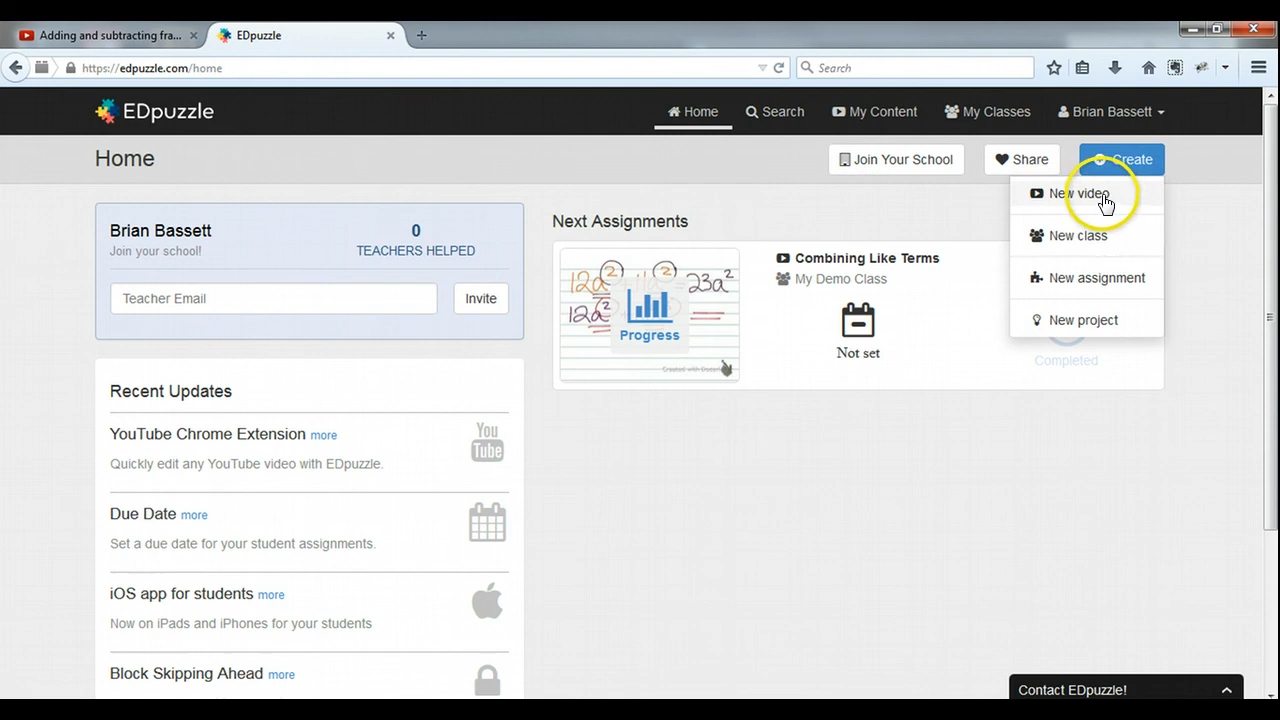 Adding and subtracting fra...
EDpuzzle
https://edpuzzle.com/home
Search
EDpuzzle
Home
Search
My Content
My Classes
Brian Bassett
Home
Join Your School
Share
Create
New video
New class
New assignment
New project
Brian Bassett
Join your school!
0
TEACHERS HELPED
Teacher Email
Invite
Next Assignments
Combining Like Terms
My Demo Class
Progress
Not set
Completed
Recent Updates
YouTube Chrome Extension more
Quickly edit any YouTube video with EDpuzzle.
You
Tube
Due Date more
Set a due date for your student assignments.
iOS app for students more
Now on iPads and iPhones for your students
Block Skipping Ahead more
Contact EDpuzzle!